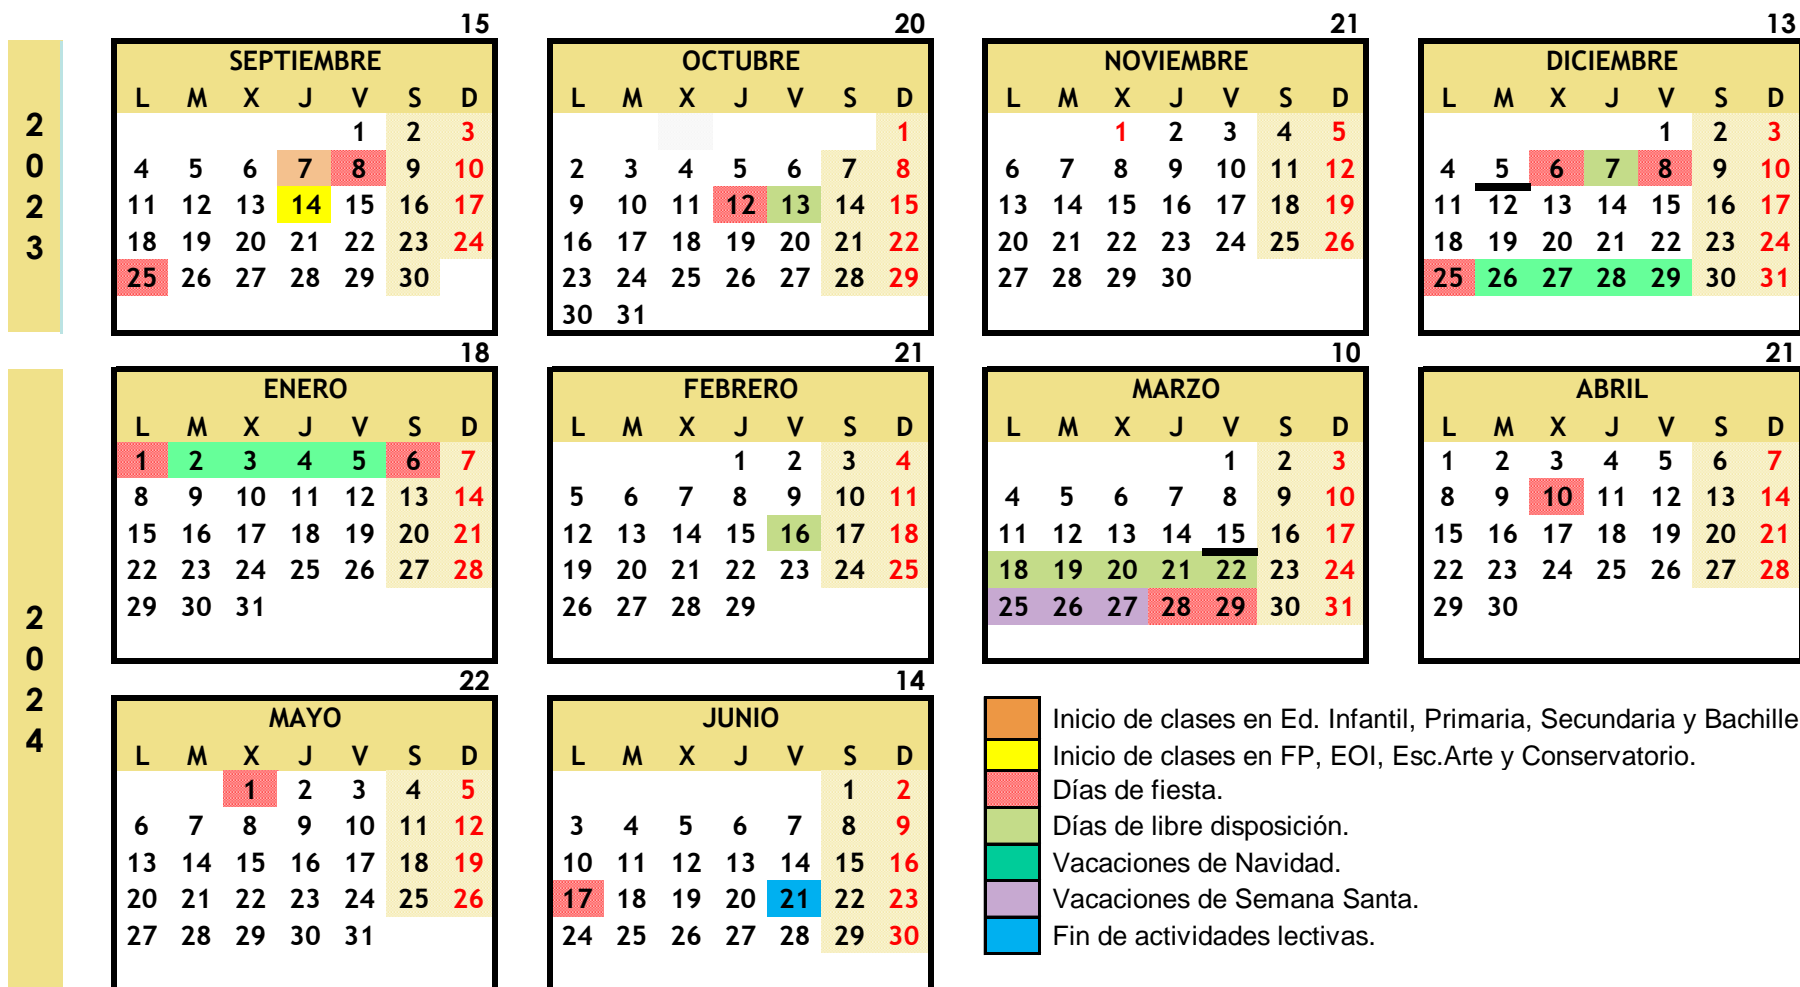 15 20 21 13
2023
SEPTIEMBRE
L M X J V S D
1 2 3
4 5 6 7 8 9 10
11 12 13 14 15 16 17
18 19 20 21 22 23 24
25 26 27 28 29 30
OCTUBRE
L M X J V S D
1
2 3 4 5 6 7 8
9 10 11 12 13 14 15
16 17 18 19 20 21 22
23 24 25 26 27 28 29
30 31
NOVIEMBRE
L M X J V S D
1 2 3 4 5
6 7 8 9 10 11 12
13 14 15 16 17 18 19
20 21 22 23 24 25 26
27 28 29 30
DICIEMBRE
L M X J V S D
1 2 3
4 5 6 7 8 9 10
11 12 13 14 15 16 17
18 19 20 21 22 23 24
25 26 27 28 29 30 31
18 21 10 21
2024
ENERO
L M X J V S D
1 2 3 4 5 6 7
8 9 10 11 12 13 14
15 16 17 18 19 20 21
22 23 24 25 26 27 28
29 30 31
FEBRERO
L M X J V S D
1 2 3 4
5 6 7 8 9 10 11
12 13 14 15 16 17 18
19 20 21 22 23 24 25
26 27 28 29
MARZO
L M X J V S D
1 2 3
4 5 6 7 8 9 10
11 12 13 14 15 16 17
18 19 20 21 22 23 24
25 26 27 28 29 30 31
ABRIL
L M X J V S D
1 2 3 4 5 6 7
8 9 10 11 12 13 14
15 16 17 18 19 20 21
22 23 24 25 26 27 28
29 30
22 14
MAYO
L M X J V S D
1 2 3 4 5
6 7 8 9 10 11 12
13 14 15 16 17 18 19
20 21 22 23 24 25 26
27 28 29 30 31
JUNIO
L M X J V S D
1 2
3 4 5 6 7 8 9
10 11 12 13 14 15 16
17 18 19 20 21 22 23
24 25 26 27 28 29 30
Inicio de clases en Ed. Infantil, Primaria, Secundaria y Bachille
Inicio de clases en FP, EOI, Esc.Arte y Conservatorio.
Días de fiesta.
Días de libre disposición.
Vacaciones de Navidad.
Vacaciones de Semana Santa.
Fin de actividades lectivas.